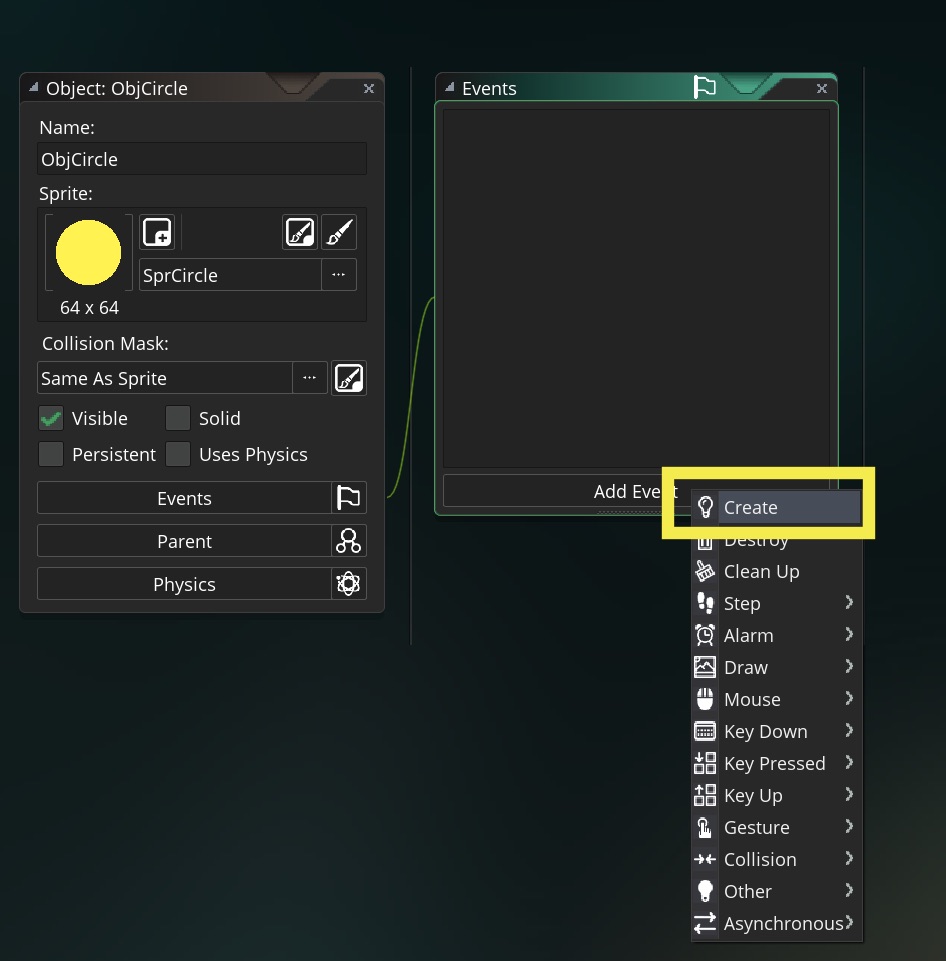 Object: ObjCircle
Name:
ObjCircle
Sprite:
SprCircle
...
64 x 64
Collision Mask:
Same As Sprite
...
Visible
Solid
Persistent
Uses Physics
Events
Parent
Physics
Events
Add Event
Create
Destroy
Clean Up
Step
Alarm
Draw
Mouse
Key Down
Key Pressed
Key Up
Gesture
Collision
Other
Asynchronous